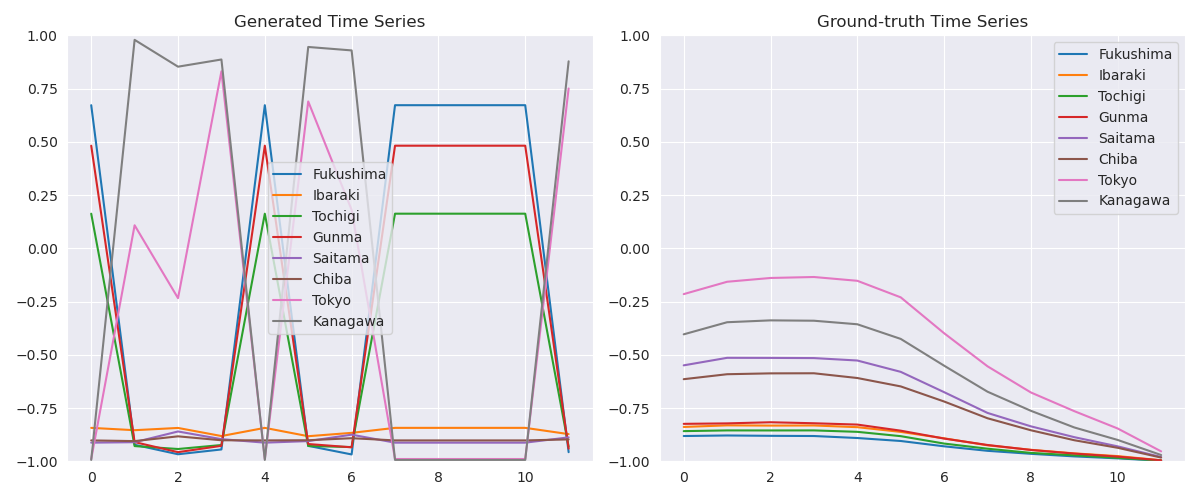 Generated Time Series
1.00
0.75
0.50
0.25
0.00
−0.25
−0.50
−0.75
−1.00
0 2 4 6 8 10
Fukushima
Ibaraki
Tochigi
Gunma
Saitama
Chiba
Tokyo
Kanagawa
Ground-truth Time Series
1.00
0.75
0.50
0.25
0.00
−0.25
−0.50
−0.75
−1.00
0 2 4 6 8 10
Fukushima
Ibaraki
Tochigi
Gunma
Saitama
Chiba
Tokyo
Kanagawa